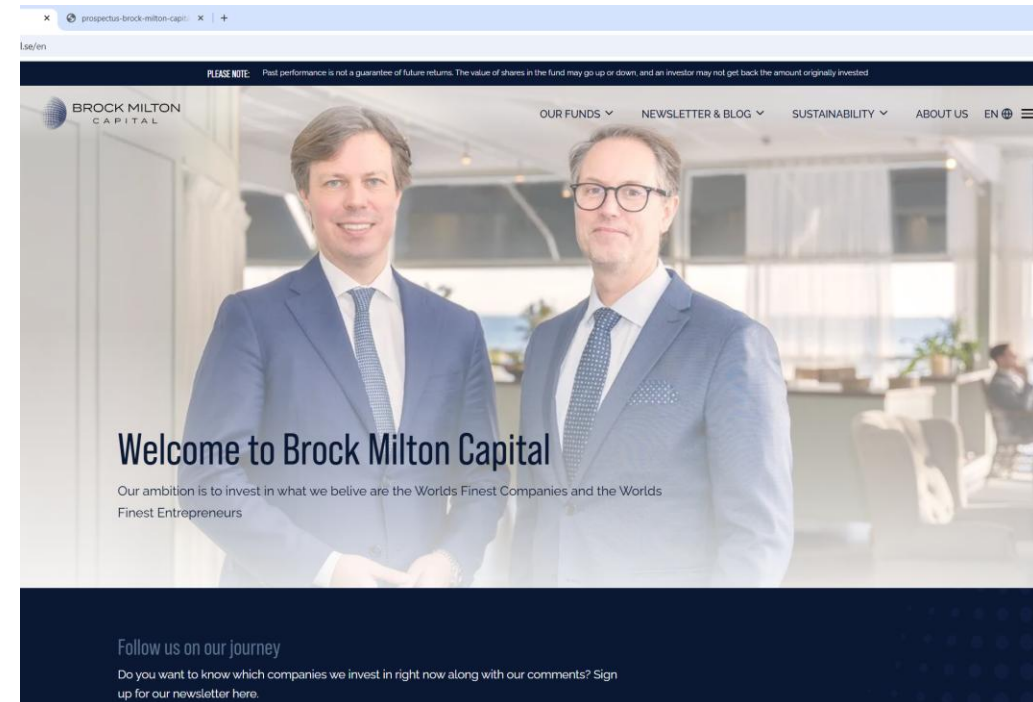 prospectus-brock-milton-capit
l.se/en
PLEASE NOTE: Past performance is not a guarantee of future returns. The value of shares in the fund may go up or down, and an investor may not get back the amount originally invested
BROCK MILTON
CAPITAL
OUR FUNDS NEWSLETTER & BLOG SUSTAINABILITY ABOUT US EN
Welcome to Brock Milton Capital
Our ambition is to invest in what we belive are the Worlds Finest Companies and the Worlds
Finest Entrepreneurs
Follow us on our journey
Do you want to know which companies we invest in right now along with our comments? Sign
up for our newsletter here.